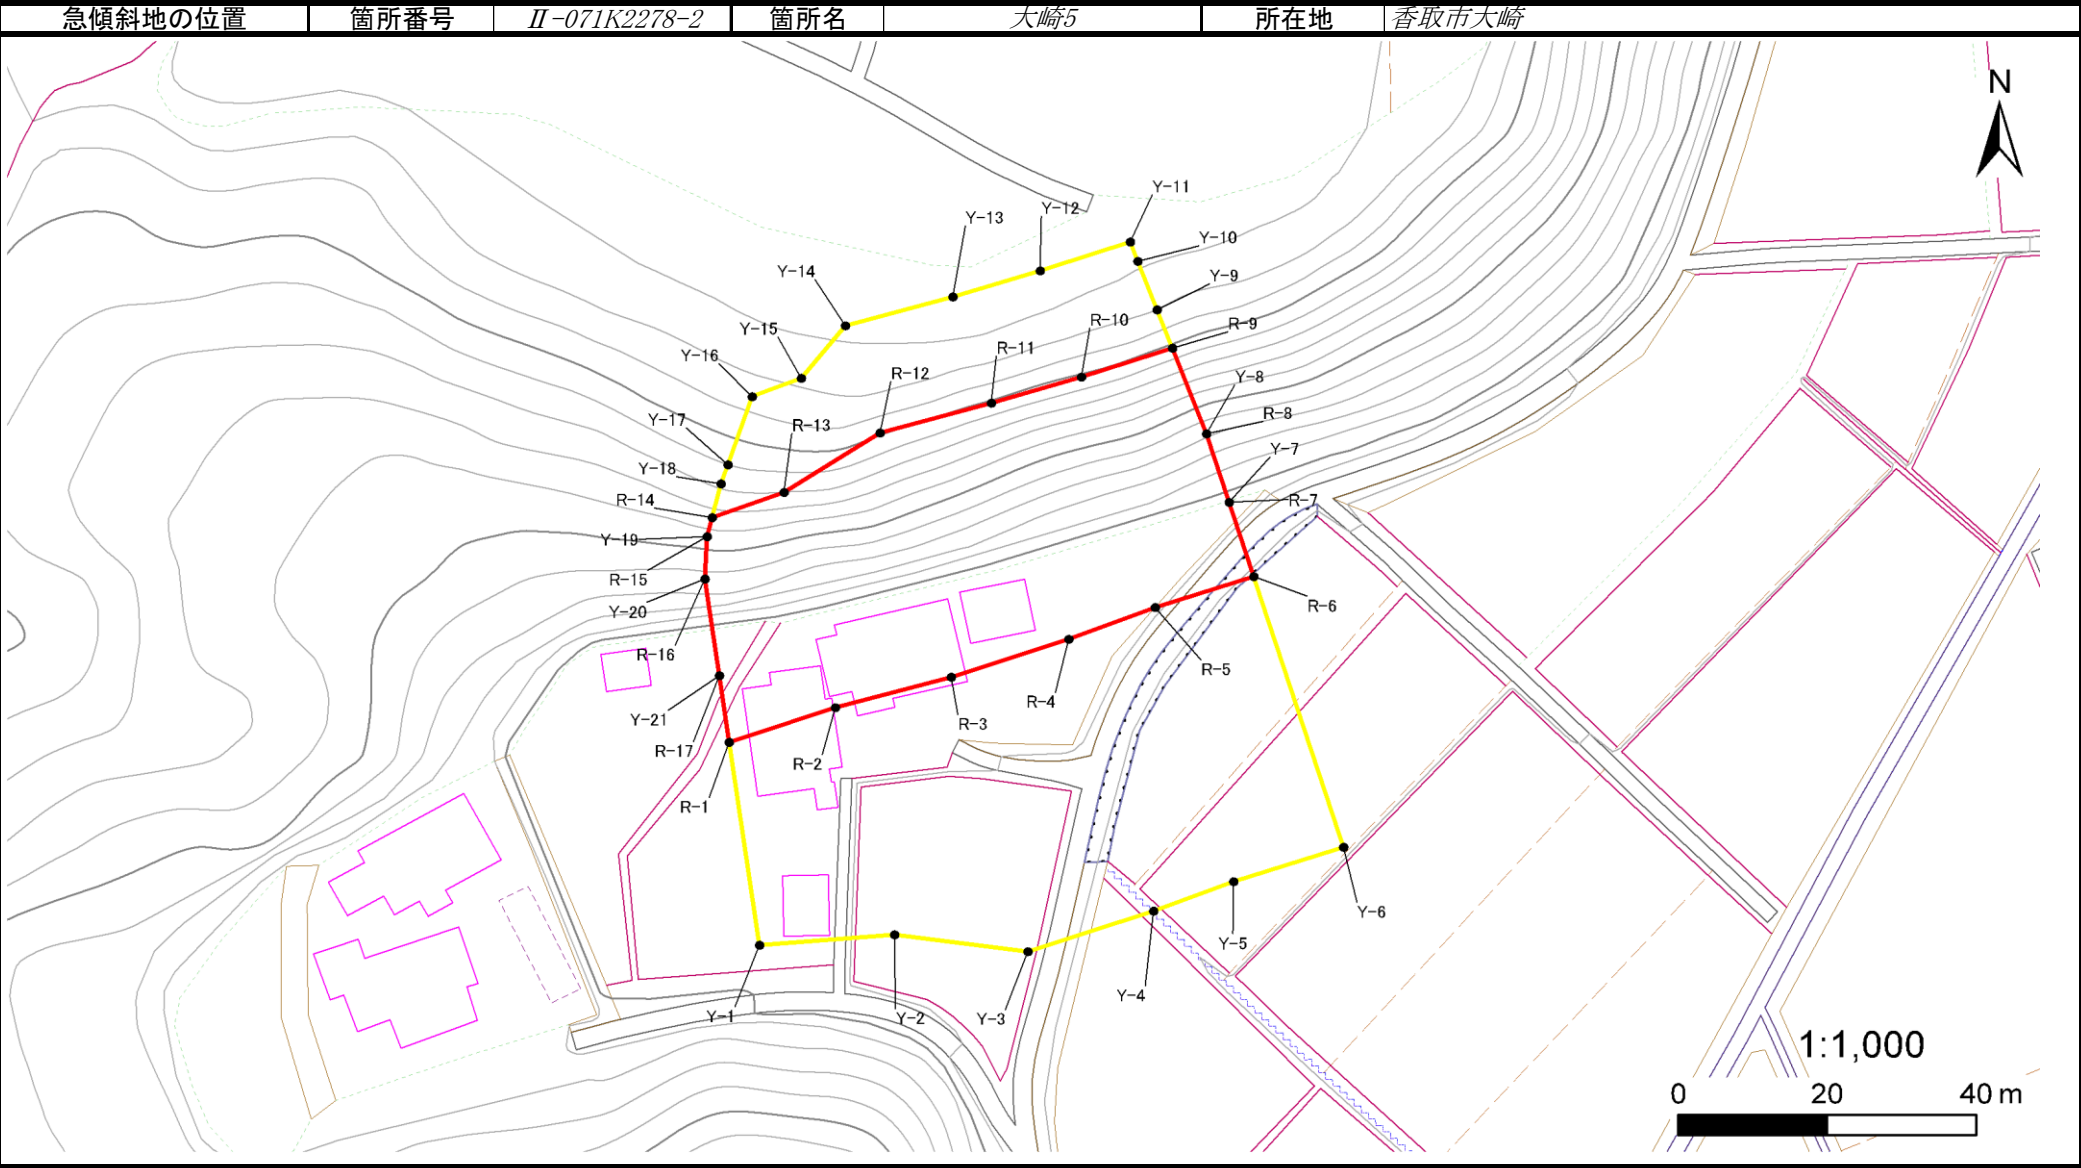 急傾斜地の位置 箇所番号 Ⅱ-071K2278-2 箇所名 大崎5 所在地 香取市大崎
N
Y-11
Y-12
Y-13
Y-10
Y-14
Y-9
R-10
R-9
Y-15
R-11
Y-16
R-12
Y-8
R-8
Y-17
R-13
Y-7
Y-18
R-14
R-7
Y-19
R-15
R-6
Y-20
R-16
R-5
R-4
Y-21
R-3
R-17
R-2
R-1
Y-6
Y-5
Y-4
Y-1
Y-2
Y-3
1:1,000
0 20 40 m